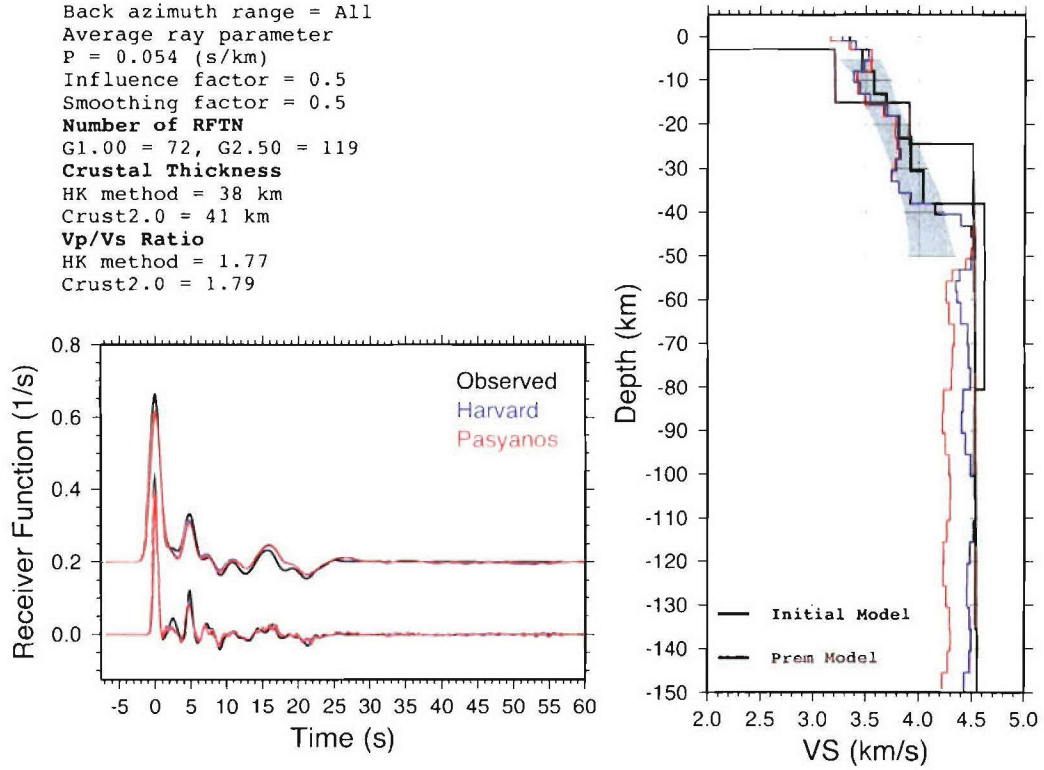 Back azimuth range = All
Average ray parameter
P = 0.054 (s/km)
Influence factor = 0.5
Smoothing factor = 0.5
Number of RFTN
G1.00 = 72, G2.50 = 119
Crustal Thickness
HK method = 38 km
Crust2.0 = 41 km
Vp/Vs Ratio
HK method = 1.77
Crust2.0 = 1.79
Receiver Function (1/s)
0.8
0.6
0.4
0.2
0.0
Observed
Harvard
Pasyanos
-5 0 5 10 15 20 25 30 35 40 45 50 55 60
Time (s)
Depth (km)
0
-10
-20
-30
-40
-50
-60
-70
-80
-90
-100
-110
-120
-130
-140
-150
Initial Model
Prem Model
2.0 2.5 3.0 3.5 4.0 4.5 5.0
VS (km/s)